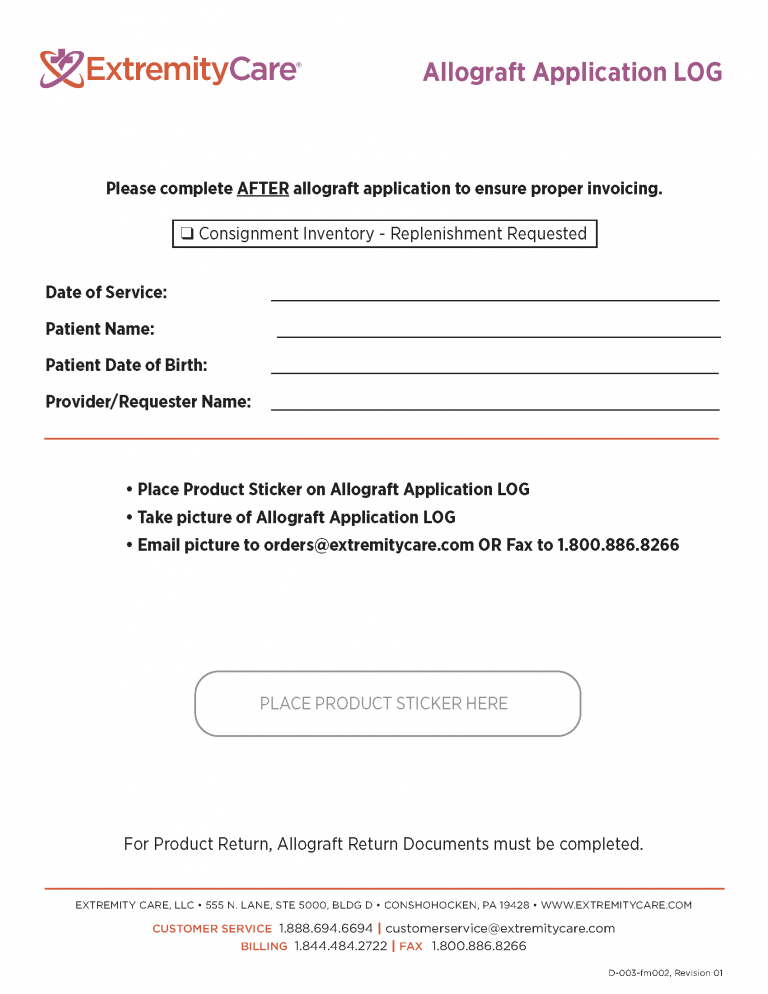 ExtremityCare®
Allograft Application LOG
Please complete AFTER allograft application to ensure proper invoicing.
❏ Consignment Inventory - Replenishment Requested
Date of Service:
Patient Name:
Patient Date of Birth:
Provider/Requester Name:
• Place Product Sticker on Allograft Application LOG
• Take picture of Allograft Application LOG
• Email picture to orders@extremitycare.com OR Fax to 1.800.886.8266
PLACE PRODUCT STICKER HERE
For Product Return, Allograft Return Documents must be completed.
EXTREMITY CARE, LLC • 555 N. LANE, STE 5000, BLDG D • CONSHOHOCKEN, PA 19428 • WWW.EXTREMITYCARE.COM
CUSTOMER SERVICE 1.888.694.6694 | customerservice@extremitycare.com
BILLING 1.844.484.2722 | FAX 1.800.886.8266
D-003-fm002, Revision 01